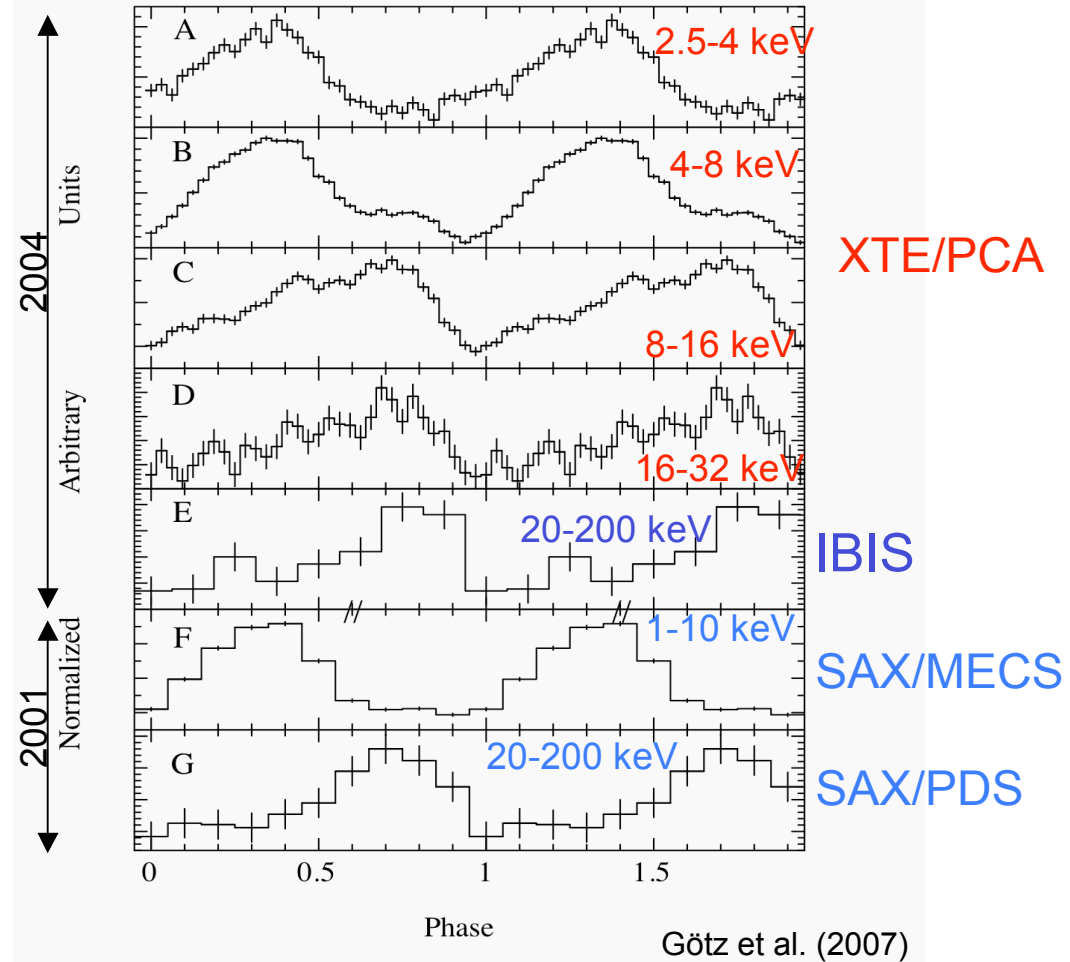 A
2.5-4 keV
B
4-8 keV
XTE/PCA
C
8-16 keV
D
16-32 keV
E
20-200 keV
IBIS
F
1-10 keV
SAX/MECS
G
20-200 keV
SAX/PDS
2004
2001
Normalized Arbitrary Units
0 0.5 1 1.5
Phase
Götz et al. (2007)